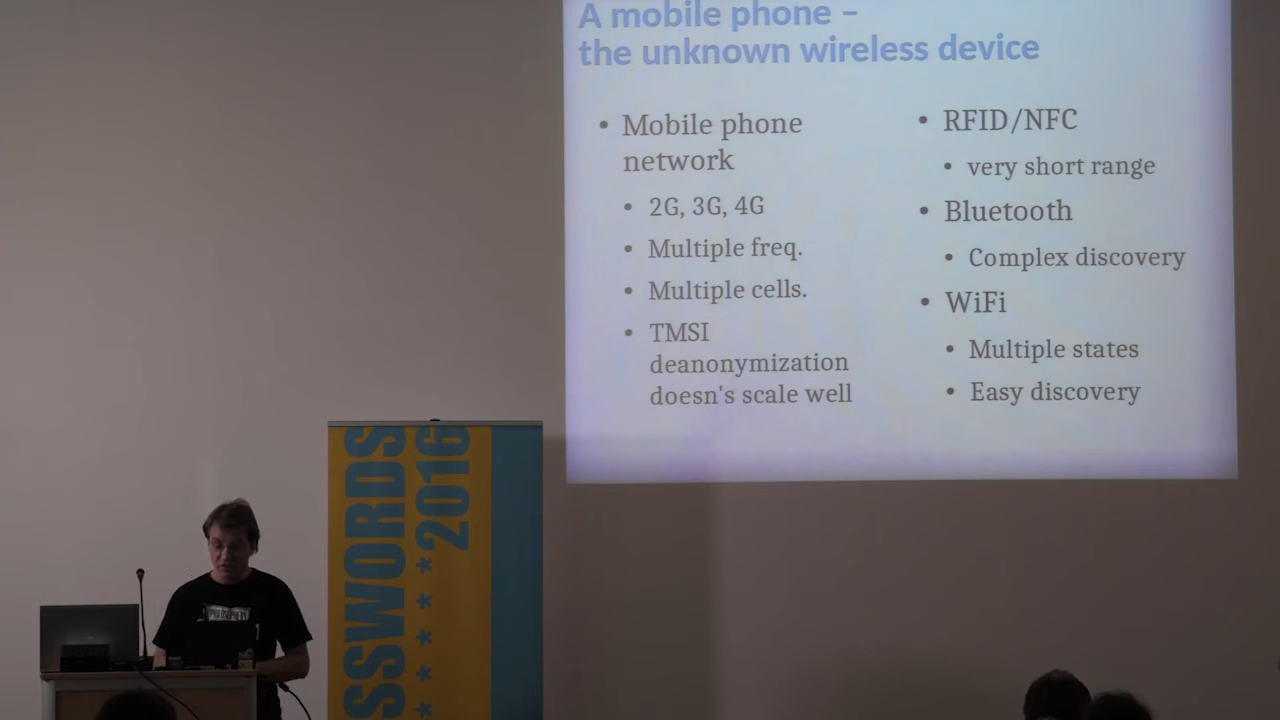 A mobile phone –
the unknown wireless device
• Mobile phone
network
• 2G, 3G, 4G
• Multiple freq.
• Multiple cells.
• TMSI
deanonymization
doesn's scale well
• RFID/NFC
• very short range
• Bluetooth
• Complex discovery
• WiFi
• Multiple states
• Easy discovery
SSWORDS
* * * * * 2016